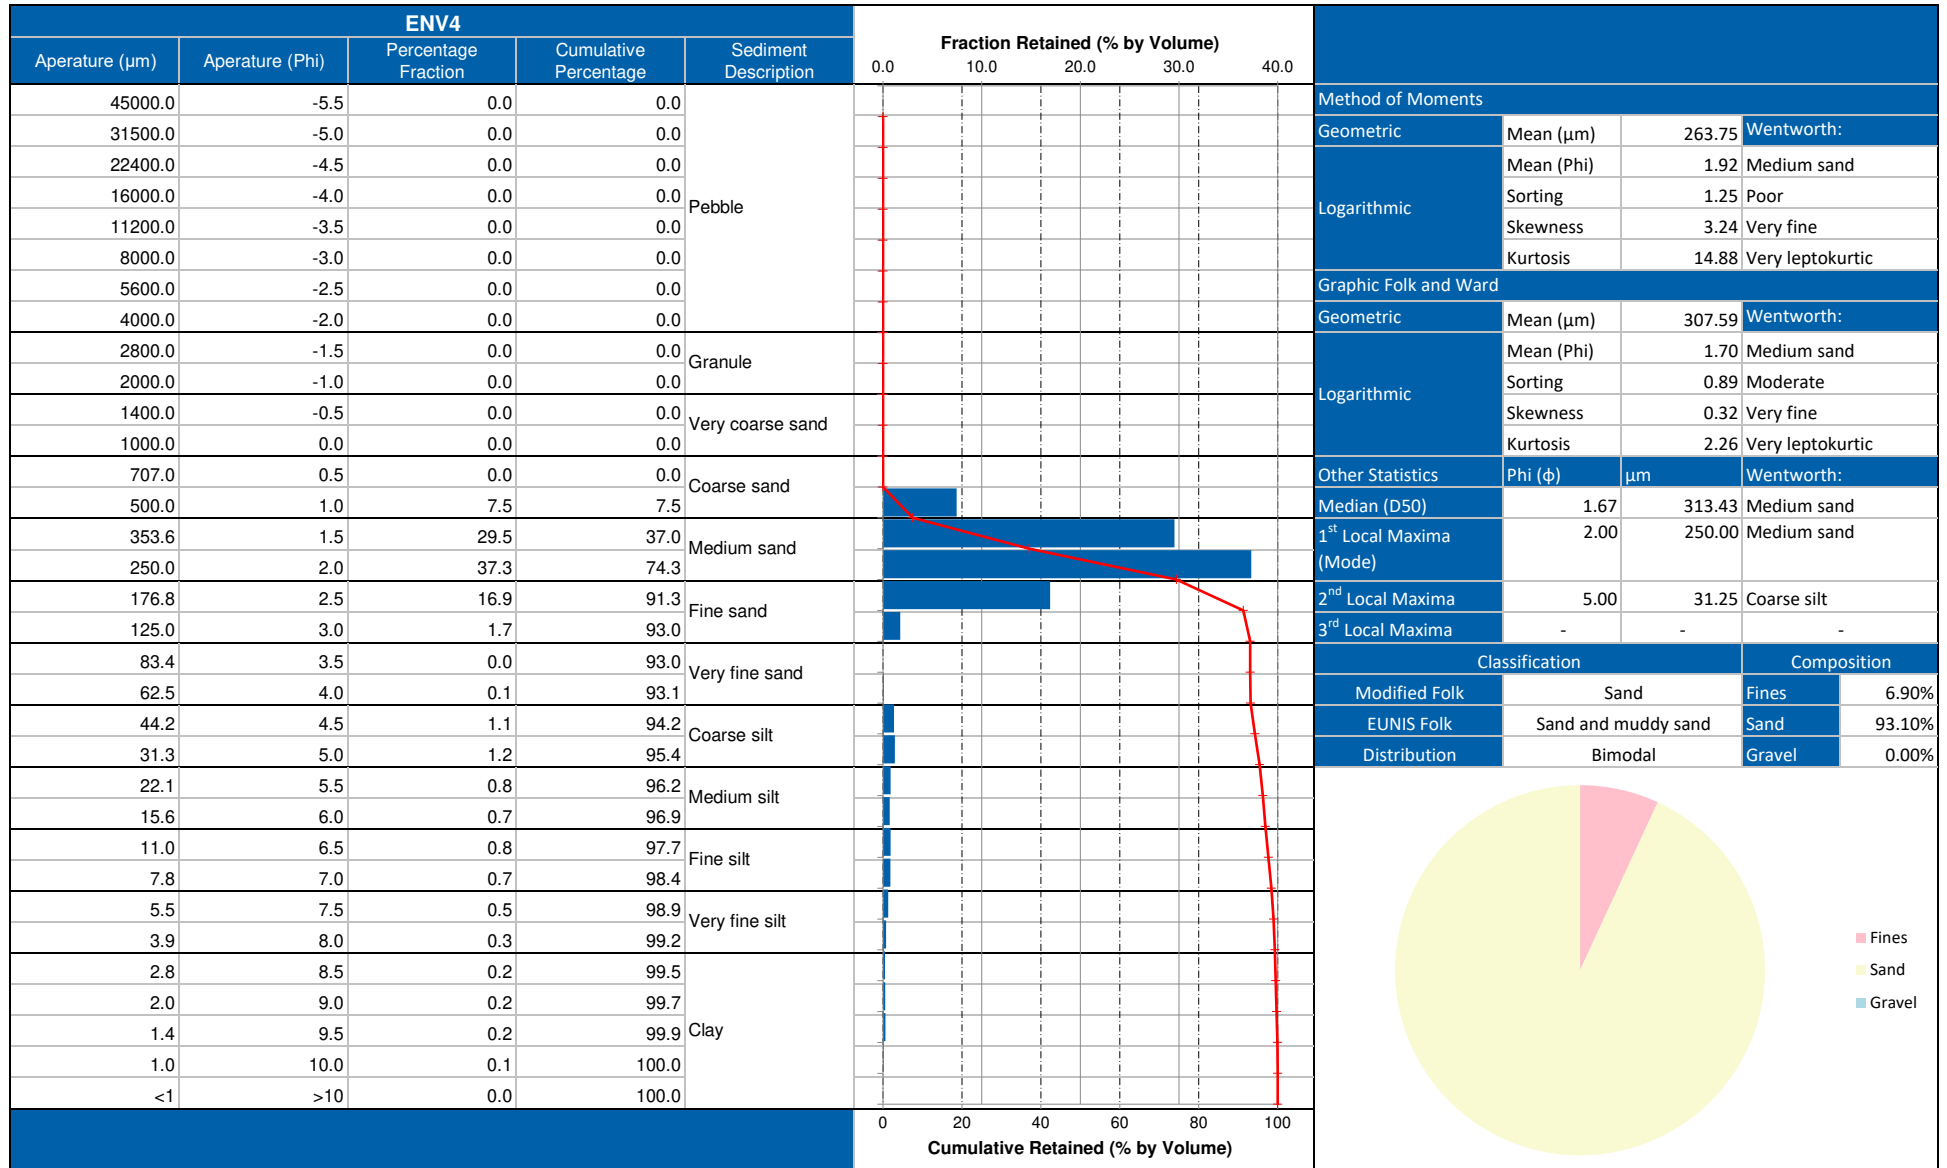 ENV4
Aperature (µm) Aperature (Phi) Percentage Fraction Cumulative Percentage Sediment Description
45000.0 -5.5 0.0 0.0
31500.0 -5.0 0.0 0.0
22400.0 -4.5 0.0 0.0
16000.0 -4.0 0.0 0.0
Pebble
11200.0 -3.5 0.0 0.0
8000.0 -3.0 0.0 0.0
5600.0 -2.5 0.0 0.0
4000.0 -2.0 0.0 0.0
2800.0 -1.5 0.0 0.0
Granule
2000.0 -1.0 0.0 0.0
1400.0 -0.5 0.0 0.0
Very coarse sand
1000.0 0.0 0.0 0.0
707.0 0.5 0.0 0.0
Coarse sand
500.0 1.0 7.5 7.5
353.6 1.5 29.5 37.0
Medium sand
250.0 2.0 37.3 74.3
176.8 2.5 16.9 91.3
Fine sand
125.0 3.0 1.7 93.0
83.4 3.5 0.0 93.0
Very fine sand
62.5 4.0 0.1 93.1
44.2 4.5 1.1 94.2
Coarse silt
31.3 5.0 1.2 95.4
22.1 5.5 0.8 96.2
Medium silt
15.6 6.0 0.7 96.9
11.0 6.5 0.8 97.7
Fine silt
7.8 7.0 0.7 98.4
5.5 7.5 0.5 98.9
Very fine silt
3.9 8.0 0.3 99.2
2.8 8.5 0.2 99.5
2.0 9.0 0.2 99.7
1.4 9.5 0.2 99.9
Clay
1.0 10.0 0.1 100.0
<1 >10 0.0 100.0
Fraction Retained (% by Volume)
0.0 10.0 20.0 30.0 40.0
0 20 40 60 80 100
Cumulative Retained (% by Volume)
Method of Moments
Geometric Mean (µm) 263.75 Wentworth:
Mean (Phi) 1.92 Medium sand
Logarithmic
Sorting 1.25 Poor
Skewness 3.24 Very fine
Kurtosis 14.88 Very leptokurtic
Graphic Folk and Ward
Geometric Mean (µm) 307.59 Wentworth:
Mean (Phi) 1.70 Medium sand
Logarithmic
Sorting 0.89 Moderate
Skewness 0.32 Very fine
Kurtosis 2.26 Very leptokurtic
Other Statistics Phi (ϕ) µm Wentworth:
Median (D50) 1.67 313.43 Medium sand
1st Local Maxima (Mode) 2.00 250.00 Medium sand
2nd Local Maxima 5.00 31.25 Coarse silt
3rd Local Maxima - - -
Classification Composition
Modified Folk Sand Fines 6.90%
EUNIS Folk Sand and muddy sand Sand 93.10%
Distribution Bimodal Gravel 0.00%
Fines
Sand
Gravel